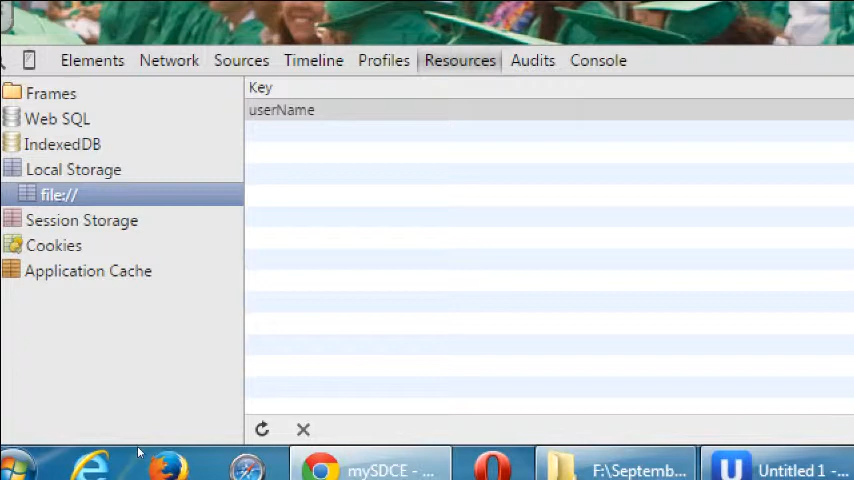 Elements Network Sources Timeline Profiles Resources Audits Console
Frames
Web SQL
IndexedDB
Local Storage
file://
Session Storage
Cookies
Application Cache
Key
userName
mySDCE - ... F:\Septemb... Untitled 1 -...